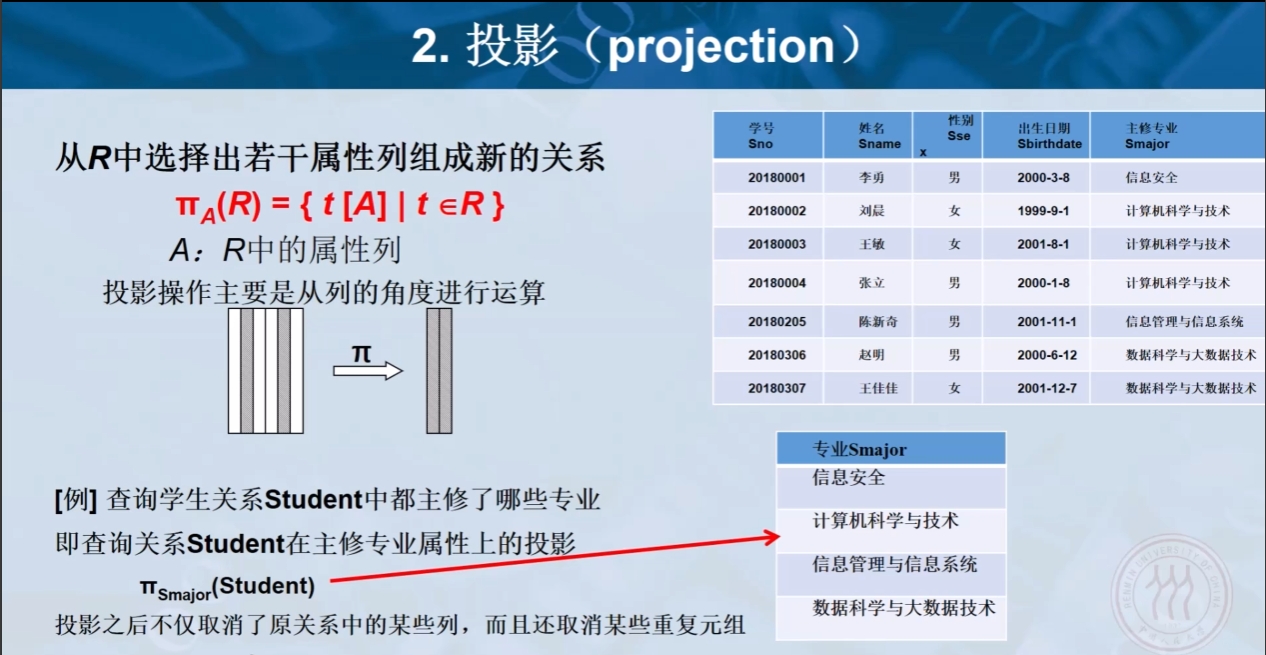 2. 投影（projection）
从R中选择出若干属性列组成新的关系
πA(R) = { t [A] | t ∈R }
A：R中的属性列
投影操作主要是从列的角度进行运算
π
[例] 查询学生关系Student中都主修了哪些专业
即查询关系Student在主修专业属性上的投影
πSmajor(Student)
投影之后不仅取消了原关系中的某些列，而且还取消某些重复元组
学号 姓名 性别 出生日期 主修专业
Sno Sname Sse Sbirthdate Smajor
x
20180001 李勇 男 2000-3-8 信息安全
20180002 刘晨 女 1999-9-1 计算机科学与技术
20180003 王敏 女 2001-8-1 计算机科学与技术
20180004 张立 男 2000-1-8 计算机科学与技术
20180205 陈新奇 男 2001-11-1 信息管理与信息系统
20180306 赵明 男 2000-6-12 数据科学与大数据技术
20180307 王佳佳 女 2001-12-7 数据科学与大数据技术
专业Smajor
信息安全
计算机科学与技术
信息管理与信息系统
数据科学与大数据技术
RENMIN UNIVERSITY OF CHINA